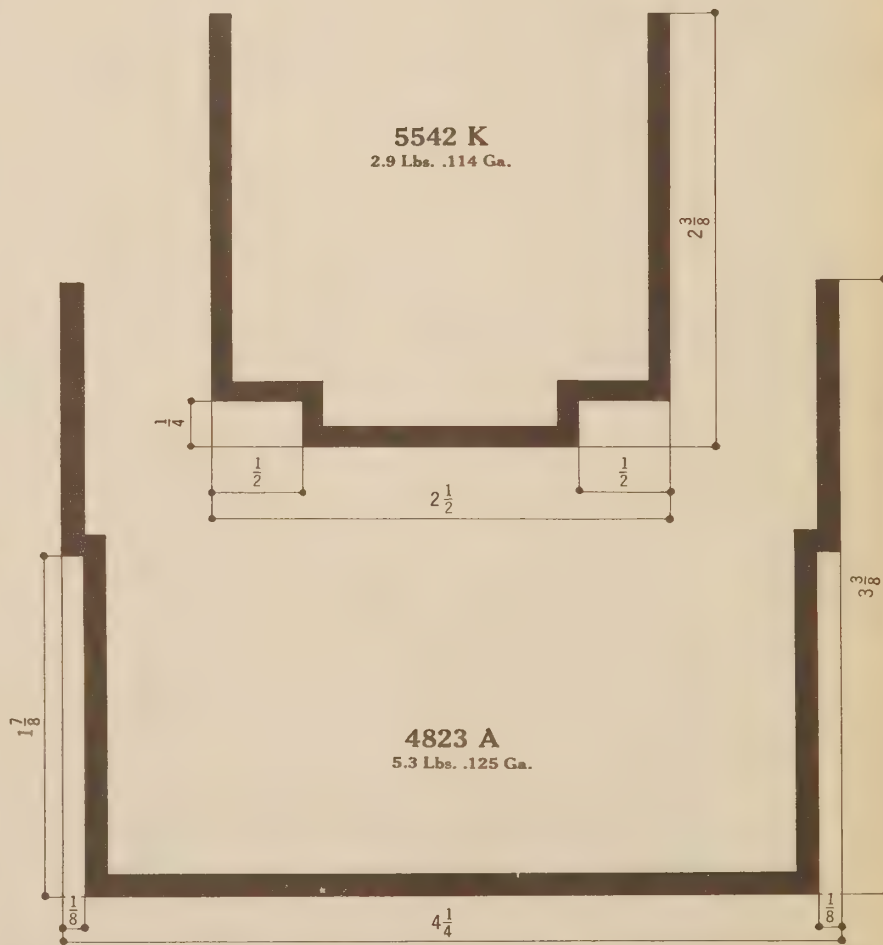 5542 K
2.9 Lbs. .114 Ga.
2 3/8
1/4
1/2
1/2
2 1/2
3 3/8
1 7/8
4823 A
5.3 Lbs. .125 Ga.
1/8
4 1/4
1/8